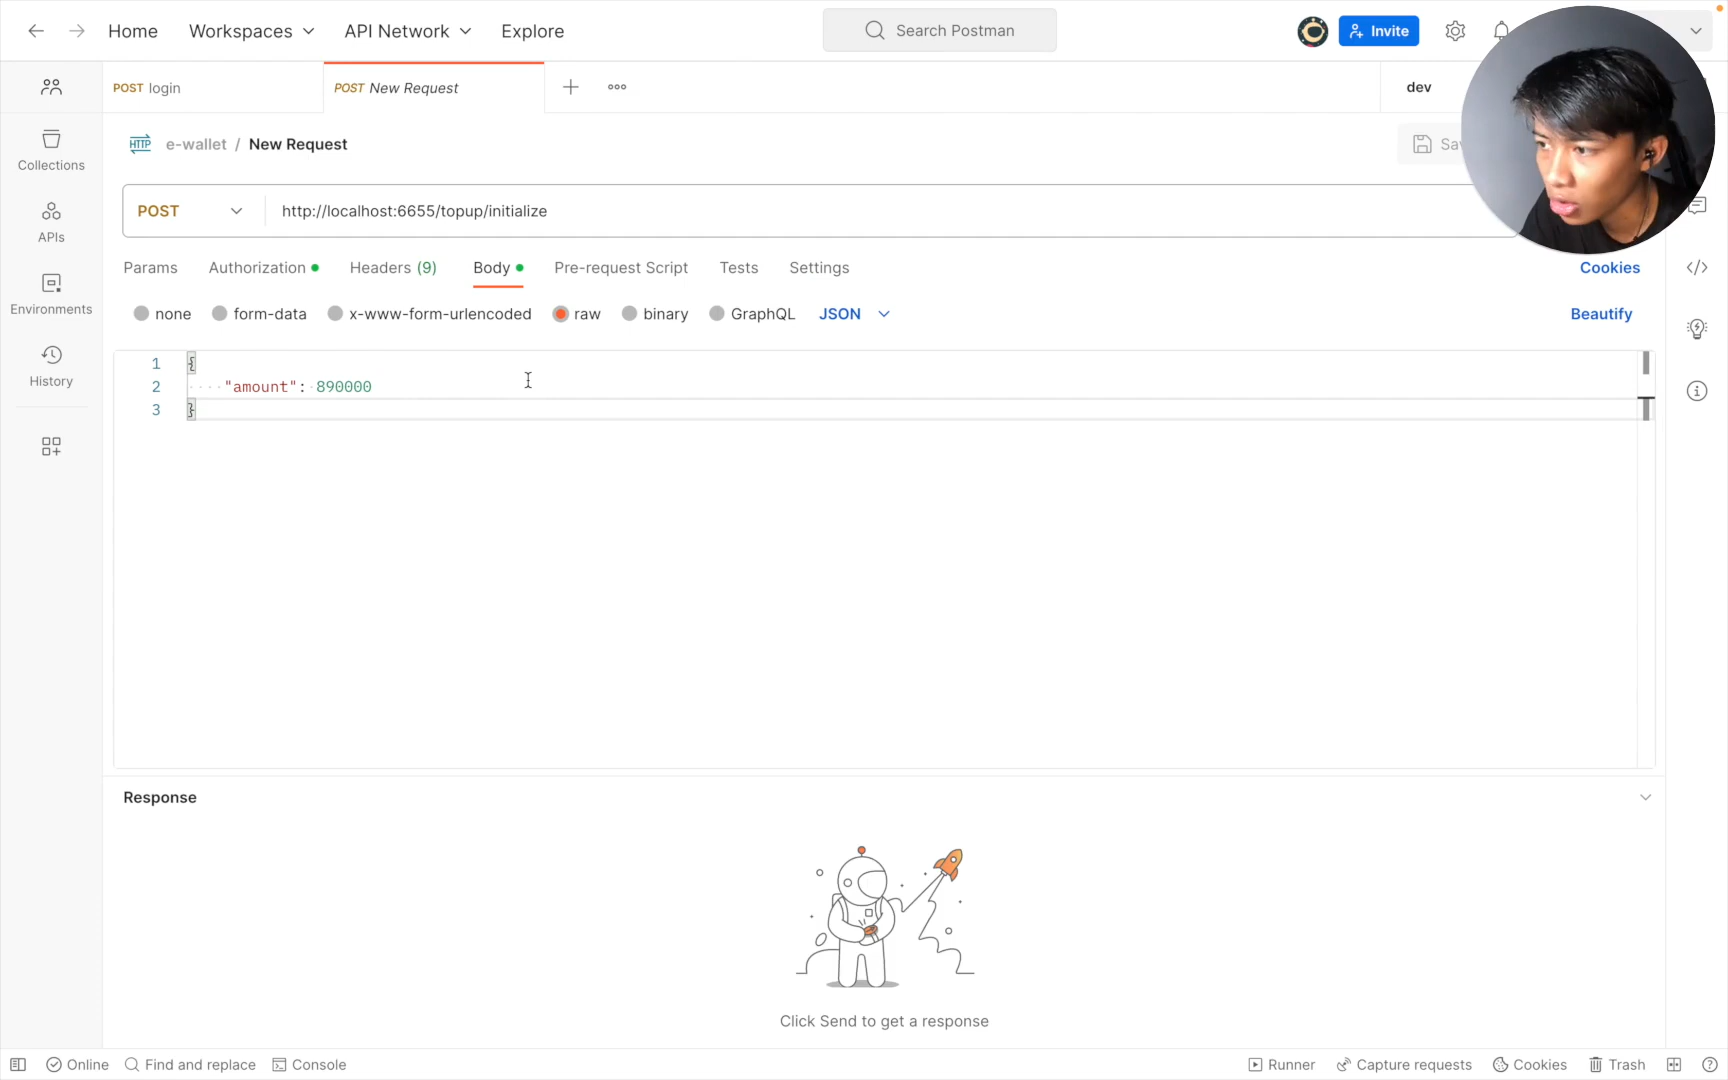 Home Workspaces API Network Explore Search Postman Invite
POST login POST New Request dev
Collections
APIs
Environments
History
HTTP e-wallet / New Request
POST http://localhost:6655/topup/initialize
Params Authorization Headers (9) Body Pre-request Script Tests Settings Cookies
none form-data x-www-form-urlencoded raw binary GraphQL JSON Beautify
1 {
2 "amount": 890000
3 }
Response
Click Send to get a response
Online Find and replace Console Runner Capture requests Cookies Trash